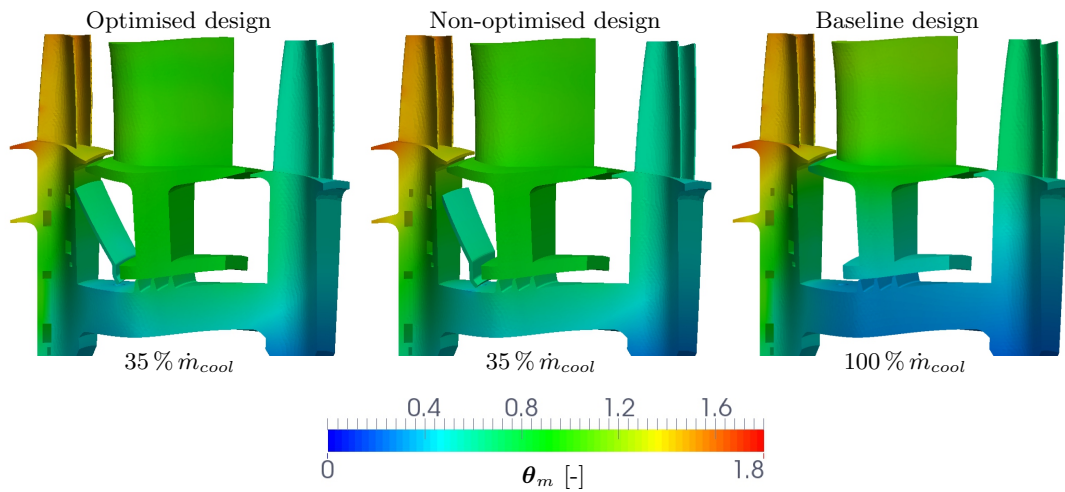 Optimised design Non-optimised design Baseline design
35 % ṁcool 35 % ṁcool 100 % ṁcool
0.4 0.8 1.2 1.6
0 θm [-] 1.8